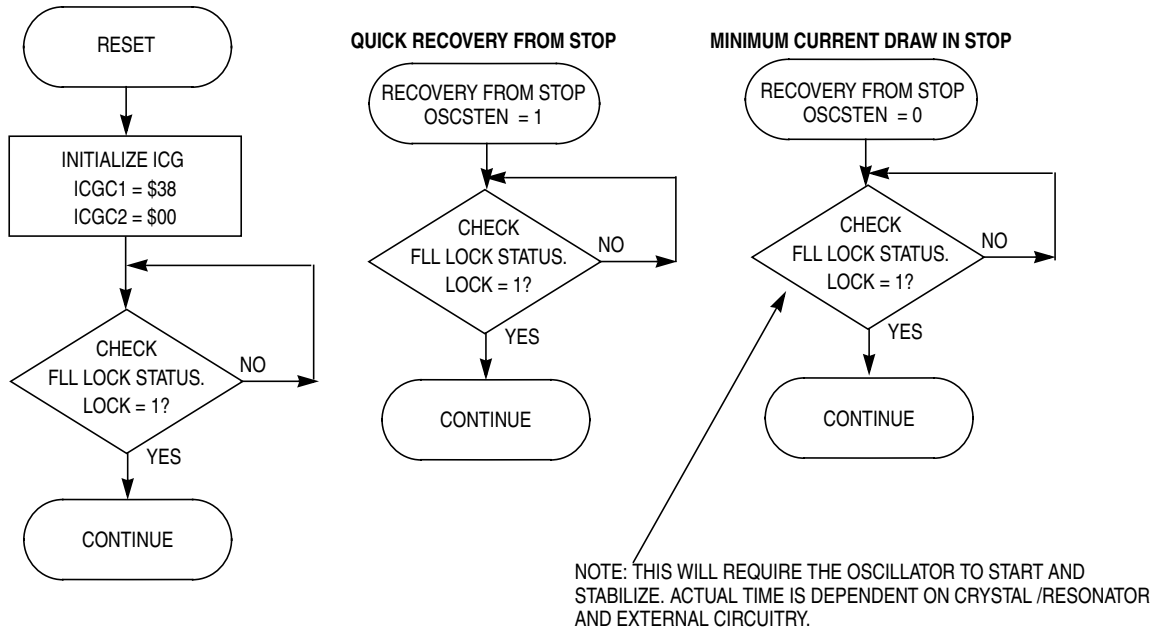 RESET
INITIALIZE ICG
ICGC1 = $38
ICGC2 = $00
CHECK
FLL LOCK STATUS.
LOCK = 1?
NO
YES
CONTINUE
QUICK RECOVERY FROM STOP
RECOVERY FROM STOP
OSCSTEN = 1
CHECK
FLL LOCK STATUS.
LOCK = 1?
NO
YES
CONTINUE
MINIMUM CURRENT DRAW IN STOP
RECOVERY FROM STOP
OSCSTEN = 0
CHECK
FLL LOCK STATUS.
LOCK = 1?
NO
YES
CONTINUE
NOTE: THIS WILL REQUIRE THE OSCILLATOR TO START AND
STABILIZE. ACTUAL TIME IS DEPENDENT ON CRYSTAL /RESONATOR
AND EXTERNAL CIRCUITRY.